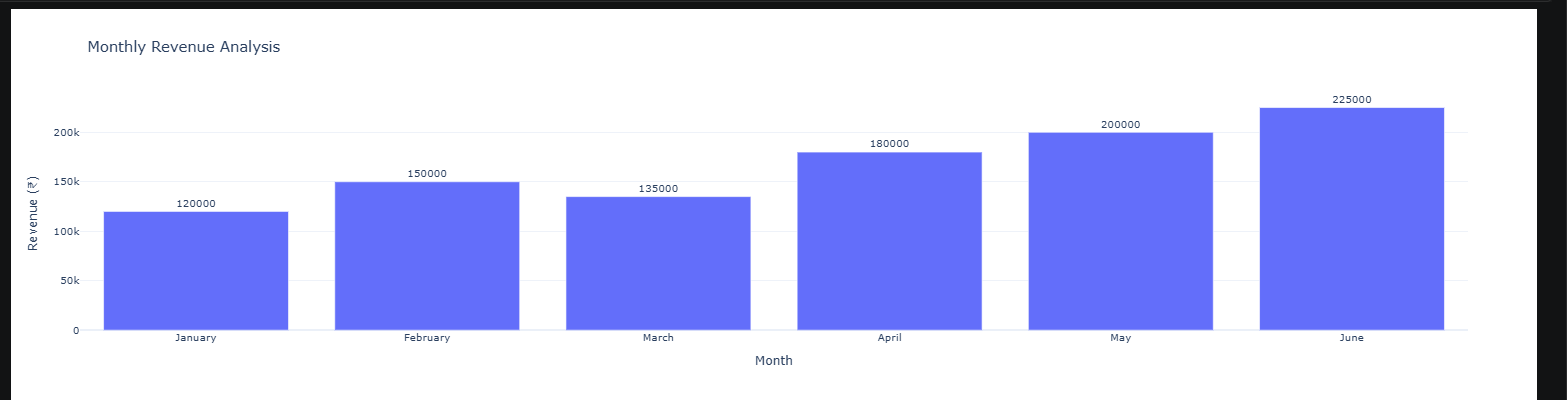 Monthly Revenue Analysis
225000
200000
180000
150000
135000
120000
200k
150k
100k
50k
0
Revenue (₹)
January February March April May June
Month